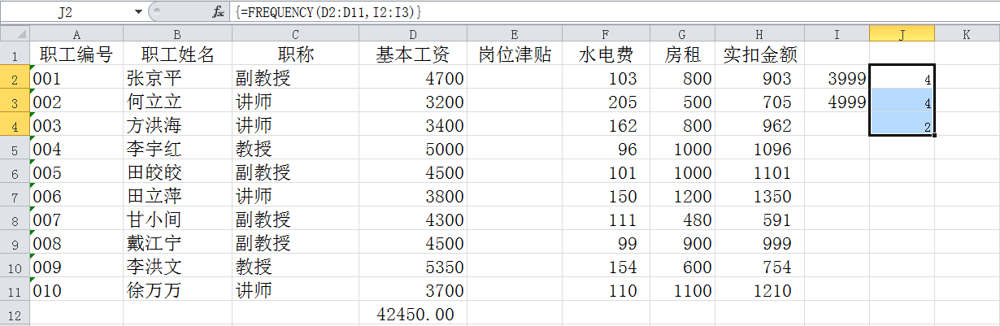 J2 fx {=FREQUENCY(D2:D11,I2:I3)}
A B C D E F G H I J K
1 职工编号 职工姓名 职称 基本工资 岗位津贴 水电费 房租 实扣金额
2 001 张京平 副教授 4700 103 800 903 3999 4
3 002 何立立 讲师 3200 205 500 705 4999 4
4 003 方洪海 讲师 3400 162 800 962 2
5 004 李宇红 教授 5000 96 1000 1096
6 005 田皎皎 副教授 4500 101 1000 1101
7 006 田立萍 讲师 3800 150 1200 1350
8 007 甘小间 副教授 4300 111 480 591
9 008 戴江宁 副教授 4500 99 900 999
10 009 李洪文 教授 5350 154 600 754
11 010 徐万万 讲师 3700 110 1100 1210
12 42450.00